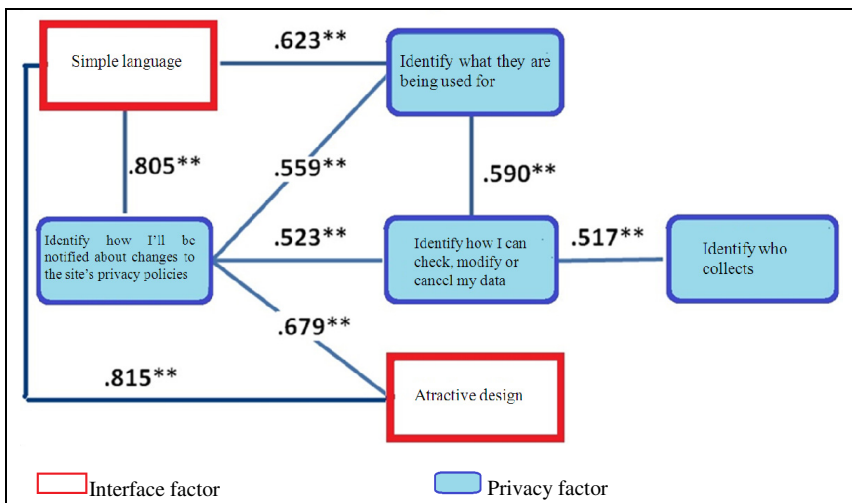 Simple language
.623**
Identify what they are
being used for
.805**
.559**
.590**
Identify how I'll be
notified about changes to
the site's privacy policies
.523**
Identify how I can
check, modify or
cancel my data
.517**
Identify who
collects
.679**
.815**
Atractive design
Interface factor
Privacy factor